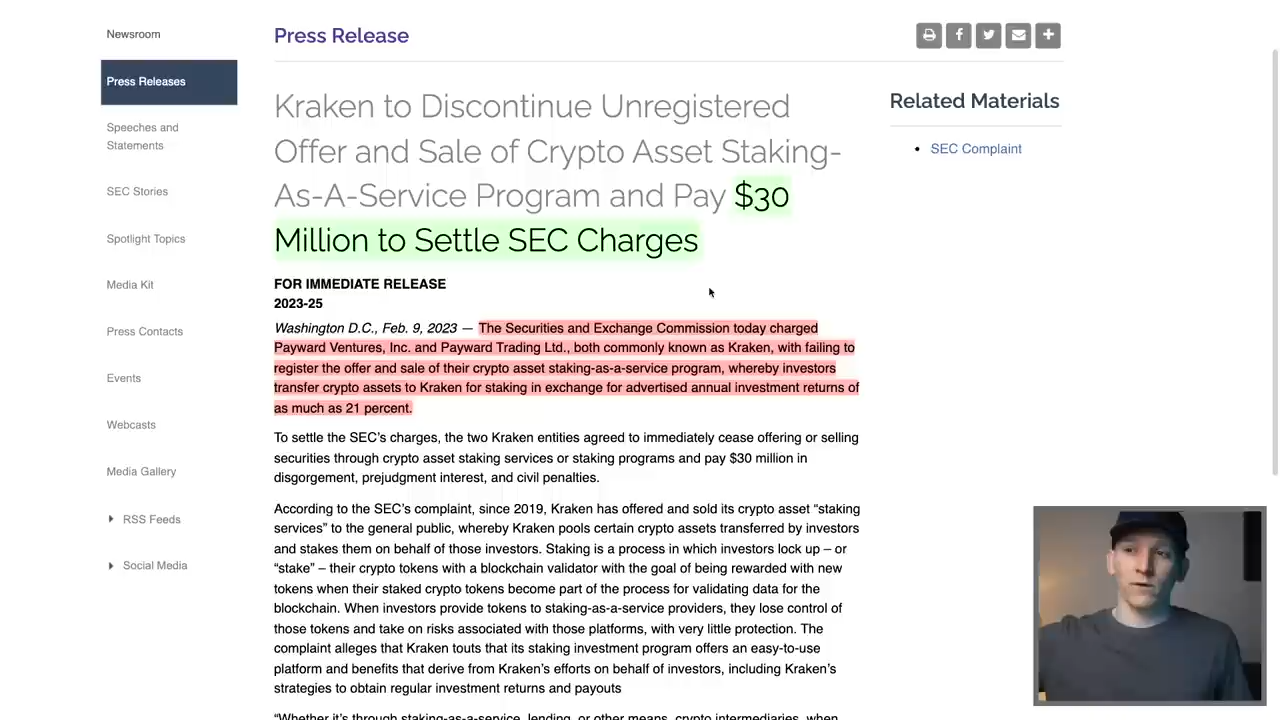 Newsroom
Press Releases
Speeches and
Statements
SEC Stories
Spotlight Topics
Media Kit
Press Contacts
Events
Webcasts
Media Gallery
RSS Feeds
Social Media
Press Release
Kraken to Discontinue Unregistered
Offer and Sale of Crypto Asset Staking-
As-A-Service Program and Pay $30
Million to Settle SEC Charges
FOR IMMEDIATE RELEASE
2023-25
Washington D.C., Feb. 9, 2023 — The Securities and Exchange Commission today charged
Payward Ventures, Inc. and Payward Trading Ltd., both commonly known as Kraken, with failing to
register the offer and sale of their crypto asset staking-as-a-service program, whereby investors
transfer crypto assets to Kraken for staking in exchange for advertised annual investment returns of
as much as 21 percent.
To settle the SEC's charges, the two Kraken entities agreed to immediately cease offering or selling
securities through crypto asset staking services or staking programs and pay $30 million in
disgorgement, prejudgment interest, and civil penalties.
According to the SEC's complaint, since 2019, Kraken has offered and sold its crypto asset “staking
services” to the general public, whereby Kraken pools certain crypto assets transferred by investors
and stakes them on behalf of those investors. Staking is a process in which investors lock up – or
“stake” – their crypto tokens with a blockchain validator with the goal of being rewarded with new
tokens when their staked crypto tokens become part of the process for validating data for the
blockchain. When investors provide tokens to staking-as-a-service providers, they lose control of
those tokens and take on risks associated with those platforms, with very little protection. The
complaint alleges that Kraken touts that its staking investment program offers an easy-to-use
platform and benefits that derive from Kraken's efforts on behalf of investors, including Kraken's
strategies to obtain regular investment returns and payouts
“Whether it's through staking-as-a-service, lending, or other means, crypto intermediaries, when
Related Materials
• SEC Complaint